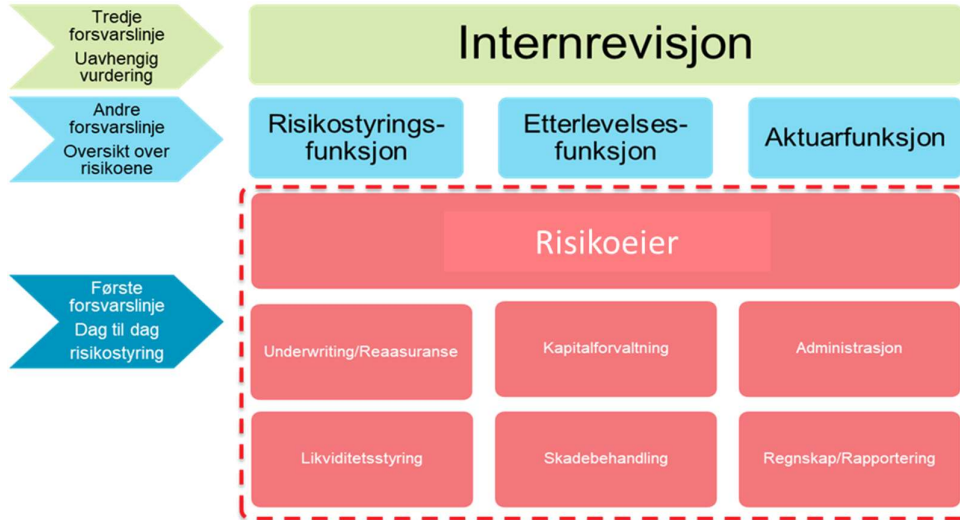 Tredje
forsvarslinje
Uavhengig
vurdering
Internrevisjon
Andre
forsvarslinje
Oversikt over
risikoene
Risikostyrings-
funksjon
Etterlevelses-
funksjon
Aktuarfunksjon
Første
forsvarslinje
Dag til dag
risikostyring
Risikoeier
Underwriting/Reaasuranse
Kapitalforvaltning
Administrasjon
Likviditetsstyring
Skadebehandling
Regnskap/Rapportering